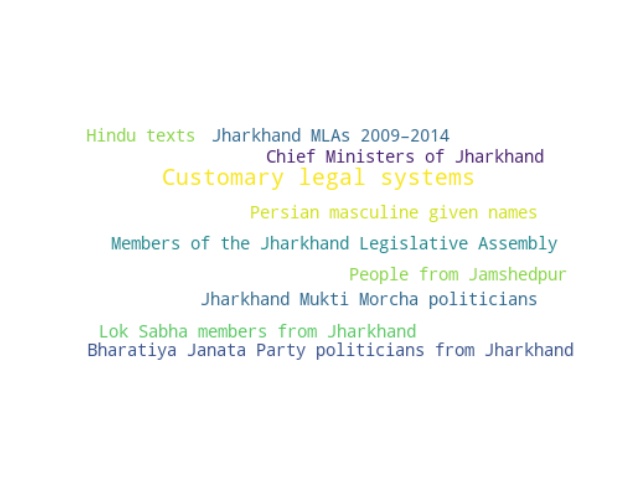 Hindu texts Jharkhand MLAs 2009–2014
Chief Ministers of Jharkhand
Customary legal systems
Persian masculine given names
Members of the Jharkhand Legislative Assembly
People from Jamshedpur
Jharkhand Mukti Morcha politicians
Lok Sabha members from Jharkhand
Bharatiya Janata Party politicians from Jharkhand